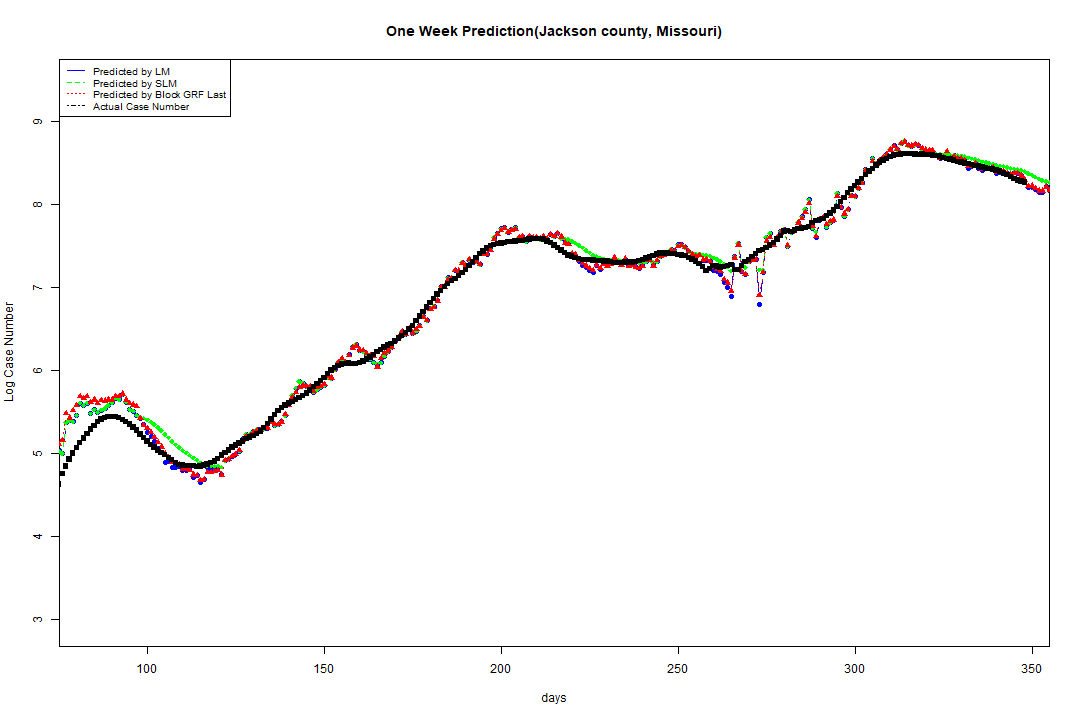 One Week Prediction(Jackson county, Missouri)
Predicted by LM
Predicted by SLM
Predicted by Block GRF Last
Actual Case Number
Log Case Number
9
8
7
6
5
4
3
100 150 200 250 300 350
days